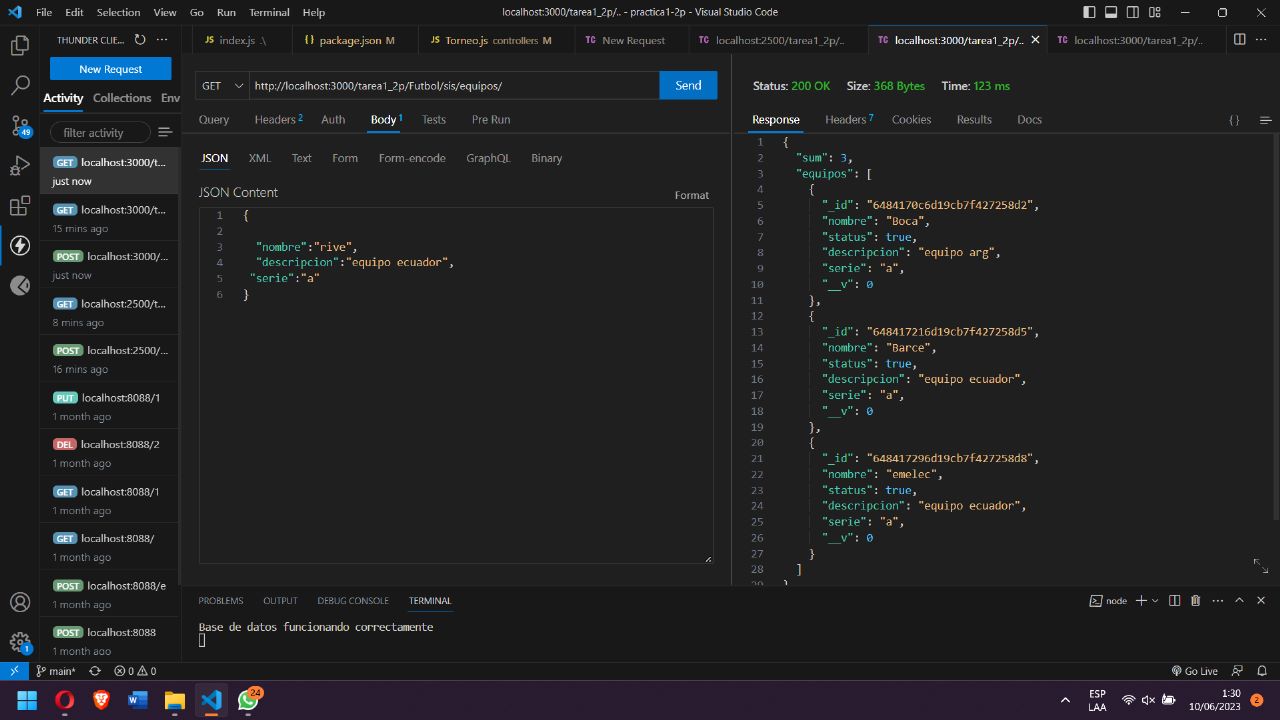 File Edit Selection View Go Run Terminal Help
localhost:3000/tarea1_2p/.. - practica1-2p - Visual Studio Code
THUNDER CLIE... ...
New Request
Activity Collections Env
filter activity
GET localhost:3000/t...
just now
GET localhost:3000/t...
15 mins ago
POST localhost:3000/...
just now
GET localhost:2500/t...
8 mins ago
POST localhost:2500/...
16 mins ago
PUT localhost:8088/1
1 month ago
DEL localhost:8088/2
1 month ago
GET localhost:8088/1
1 month ago
GET localhost:8088/
1 month ago
POST localhost:8088/e
1 month ago
POST localhost:8088
1 month ago
49
1
JS index.js .\
{} package.json M
JS Torneo.js controllers M
TC New Request
TC localhost:2500/tarea1_2p/..
TC localhost:3000/tarea1_2p/..
TC localhost:3000/tarea1_2p/..
GET http://localhost:3000/tarea1_2p/Futbol/sis/equipos/ Send
Query Headers 2 Auth Body 1 Tests Pre Run
JSON XML Text Form Form-encode GraphQL Binary
JSON Content Format
1 {
2
3 "nombre":"rive",
4 "descripcion":"equipo ecuador",
5 "serie":"a"
6 }
Status: 200 OK Size: 368 Bytes Time: 123 ms
Response Headers 7 Cookies Results Docs {}
1 {
2 "sum": 3,
3 "equipos": [
4 {
5 "_id": "6484170c6d19cb7f427258d2",
6 "nombre": "Boca",
7 "status": true,
8 "descripcion": "equipo arg",
9 "serie": "a",
10 "__v": 0
11 },
12 {
13 "_id": "648417216d19cb7f427258d5",
14 "nombre": "Barce",
15 "status": true,
16 "descripcion": "equipo ecuador",
17 "serie": "a",
18 "__v": 0
19 },
20 {
21 "_id": "648417296d19cb7f427258d8",
22 "nombre": "emelec",
23 "status": true,
24 "descripcion": "equipo ecuador",
25 "serie": "a",
26 "__v": 0
27 }
28 ]
29 }
PROBLEMS OUTPUT DEBUG CONSOLE TERMINAL
node
Base de datos funcionando correctamente
main* 0 0
Go Live
24
ESP
LAA
1:30
10/06/2023
2